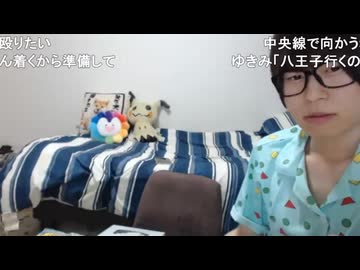 殴りたい
中央線で向かう
ん着くから準備して
ゆきみ「八王子行くの